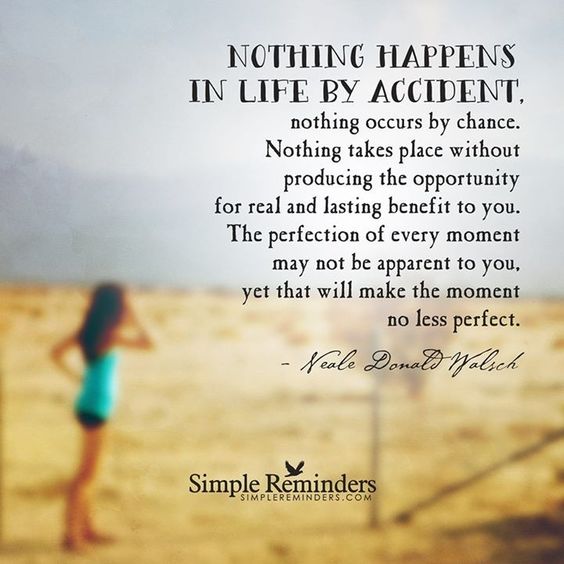 NOTHING HAPPENS
IN LIFE BY ACCIDENT,
nothing occurs by chance.
Nothing takes place without
producing the opportunity
for real and lasting benefit to you.
The perfection of every moment
may not be apparent to you,
yet that will make the moment
no less perfect.
- Neale Donald Walsch
Simple Reminders
SIMPLEREMINDERS.COM